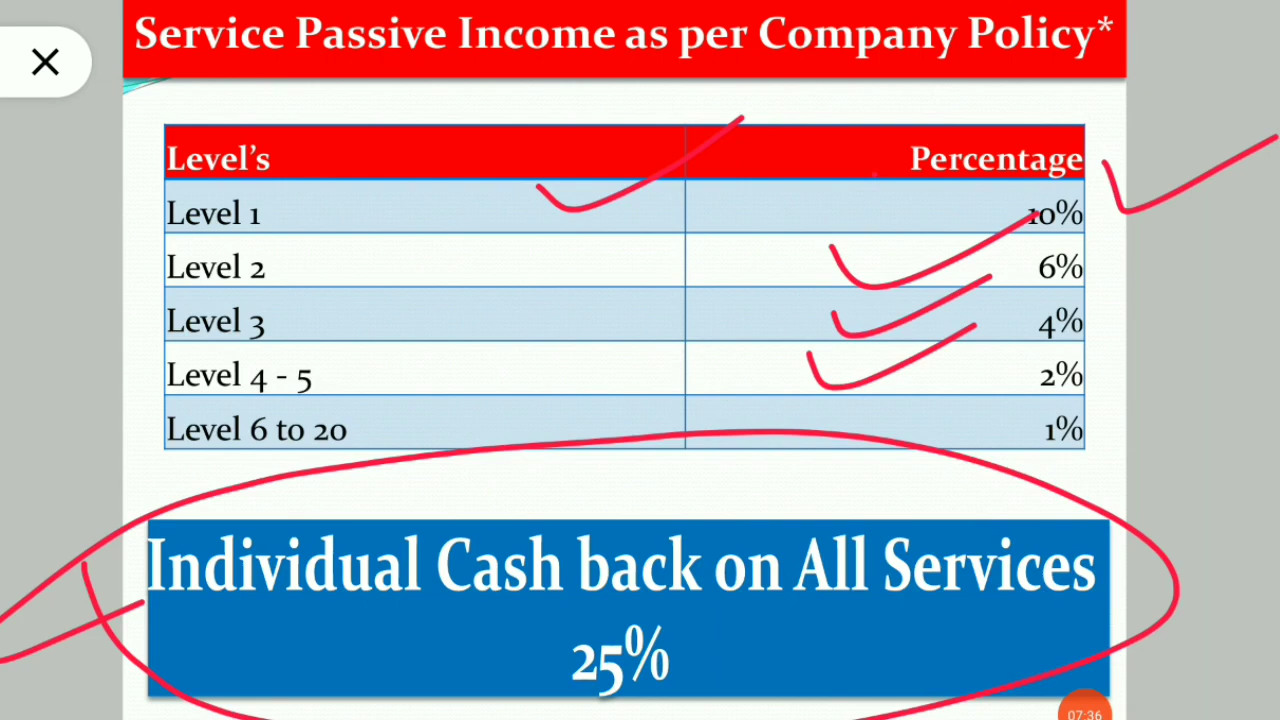 Service Passive Income as per Company Policy*
Level’s Percentage
Level 1 10%
Level 2 6%
Level 3 4%
Level 4 - 5 2%
Level 6 to 20 1%
Individual Cash back on All Services
25%
07:36